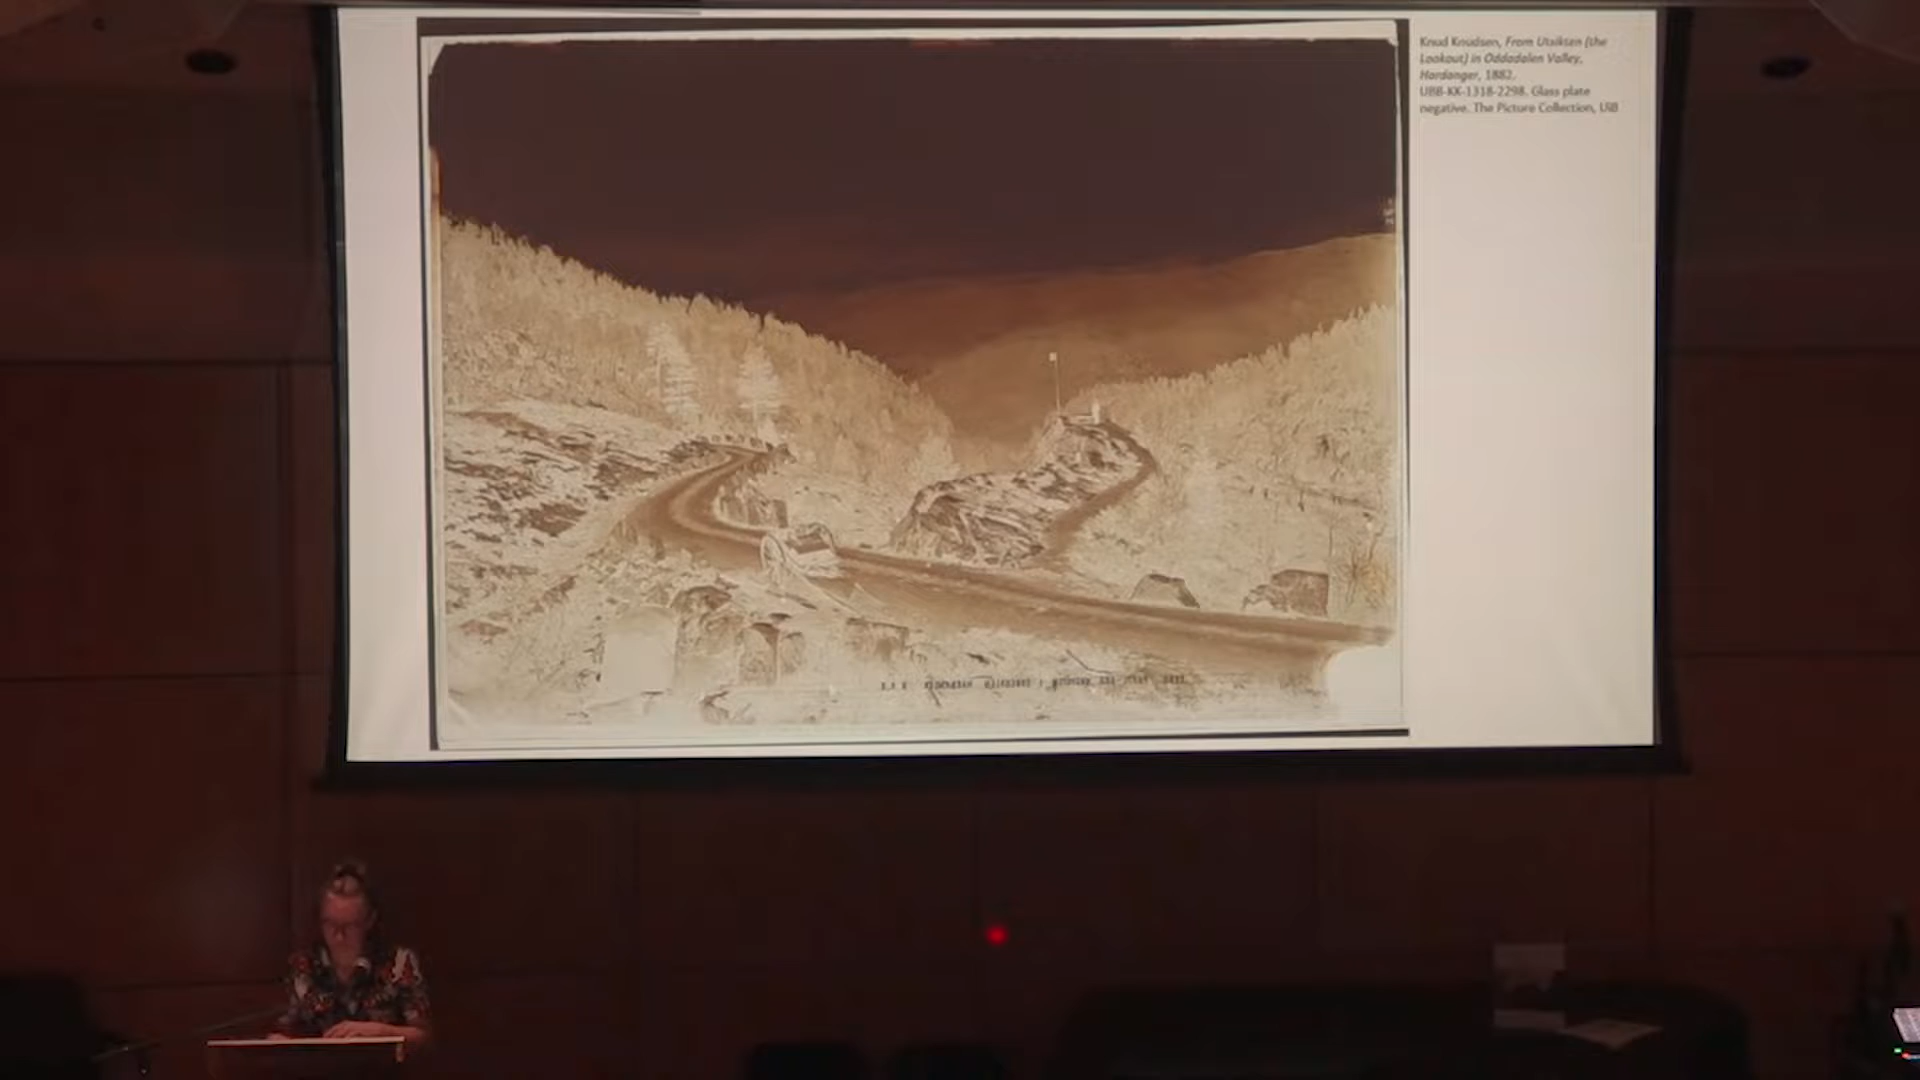 Knud Knudsen, From Utsikten (the
Lookout) in Oddadalen Valley,
Hardanger, 1882.
UBB-KK-1318-2298. Glass plate
negative. The Picture Collection, UiB